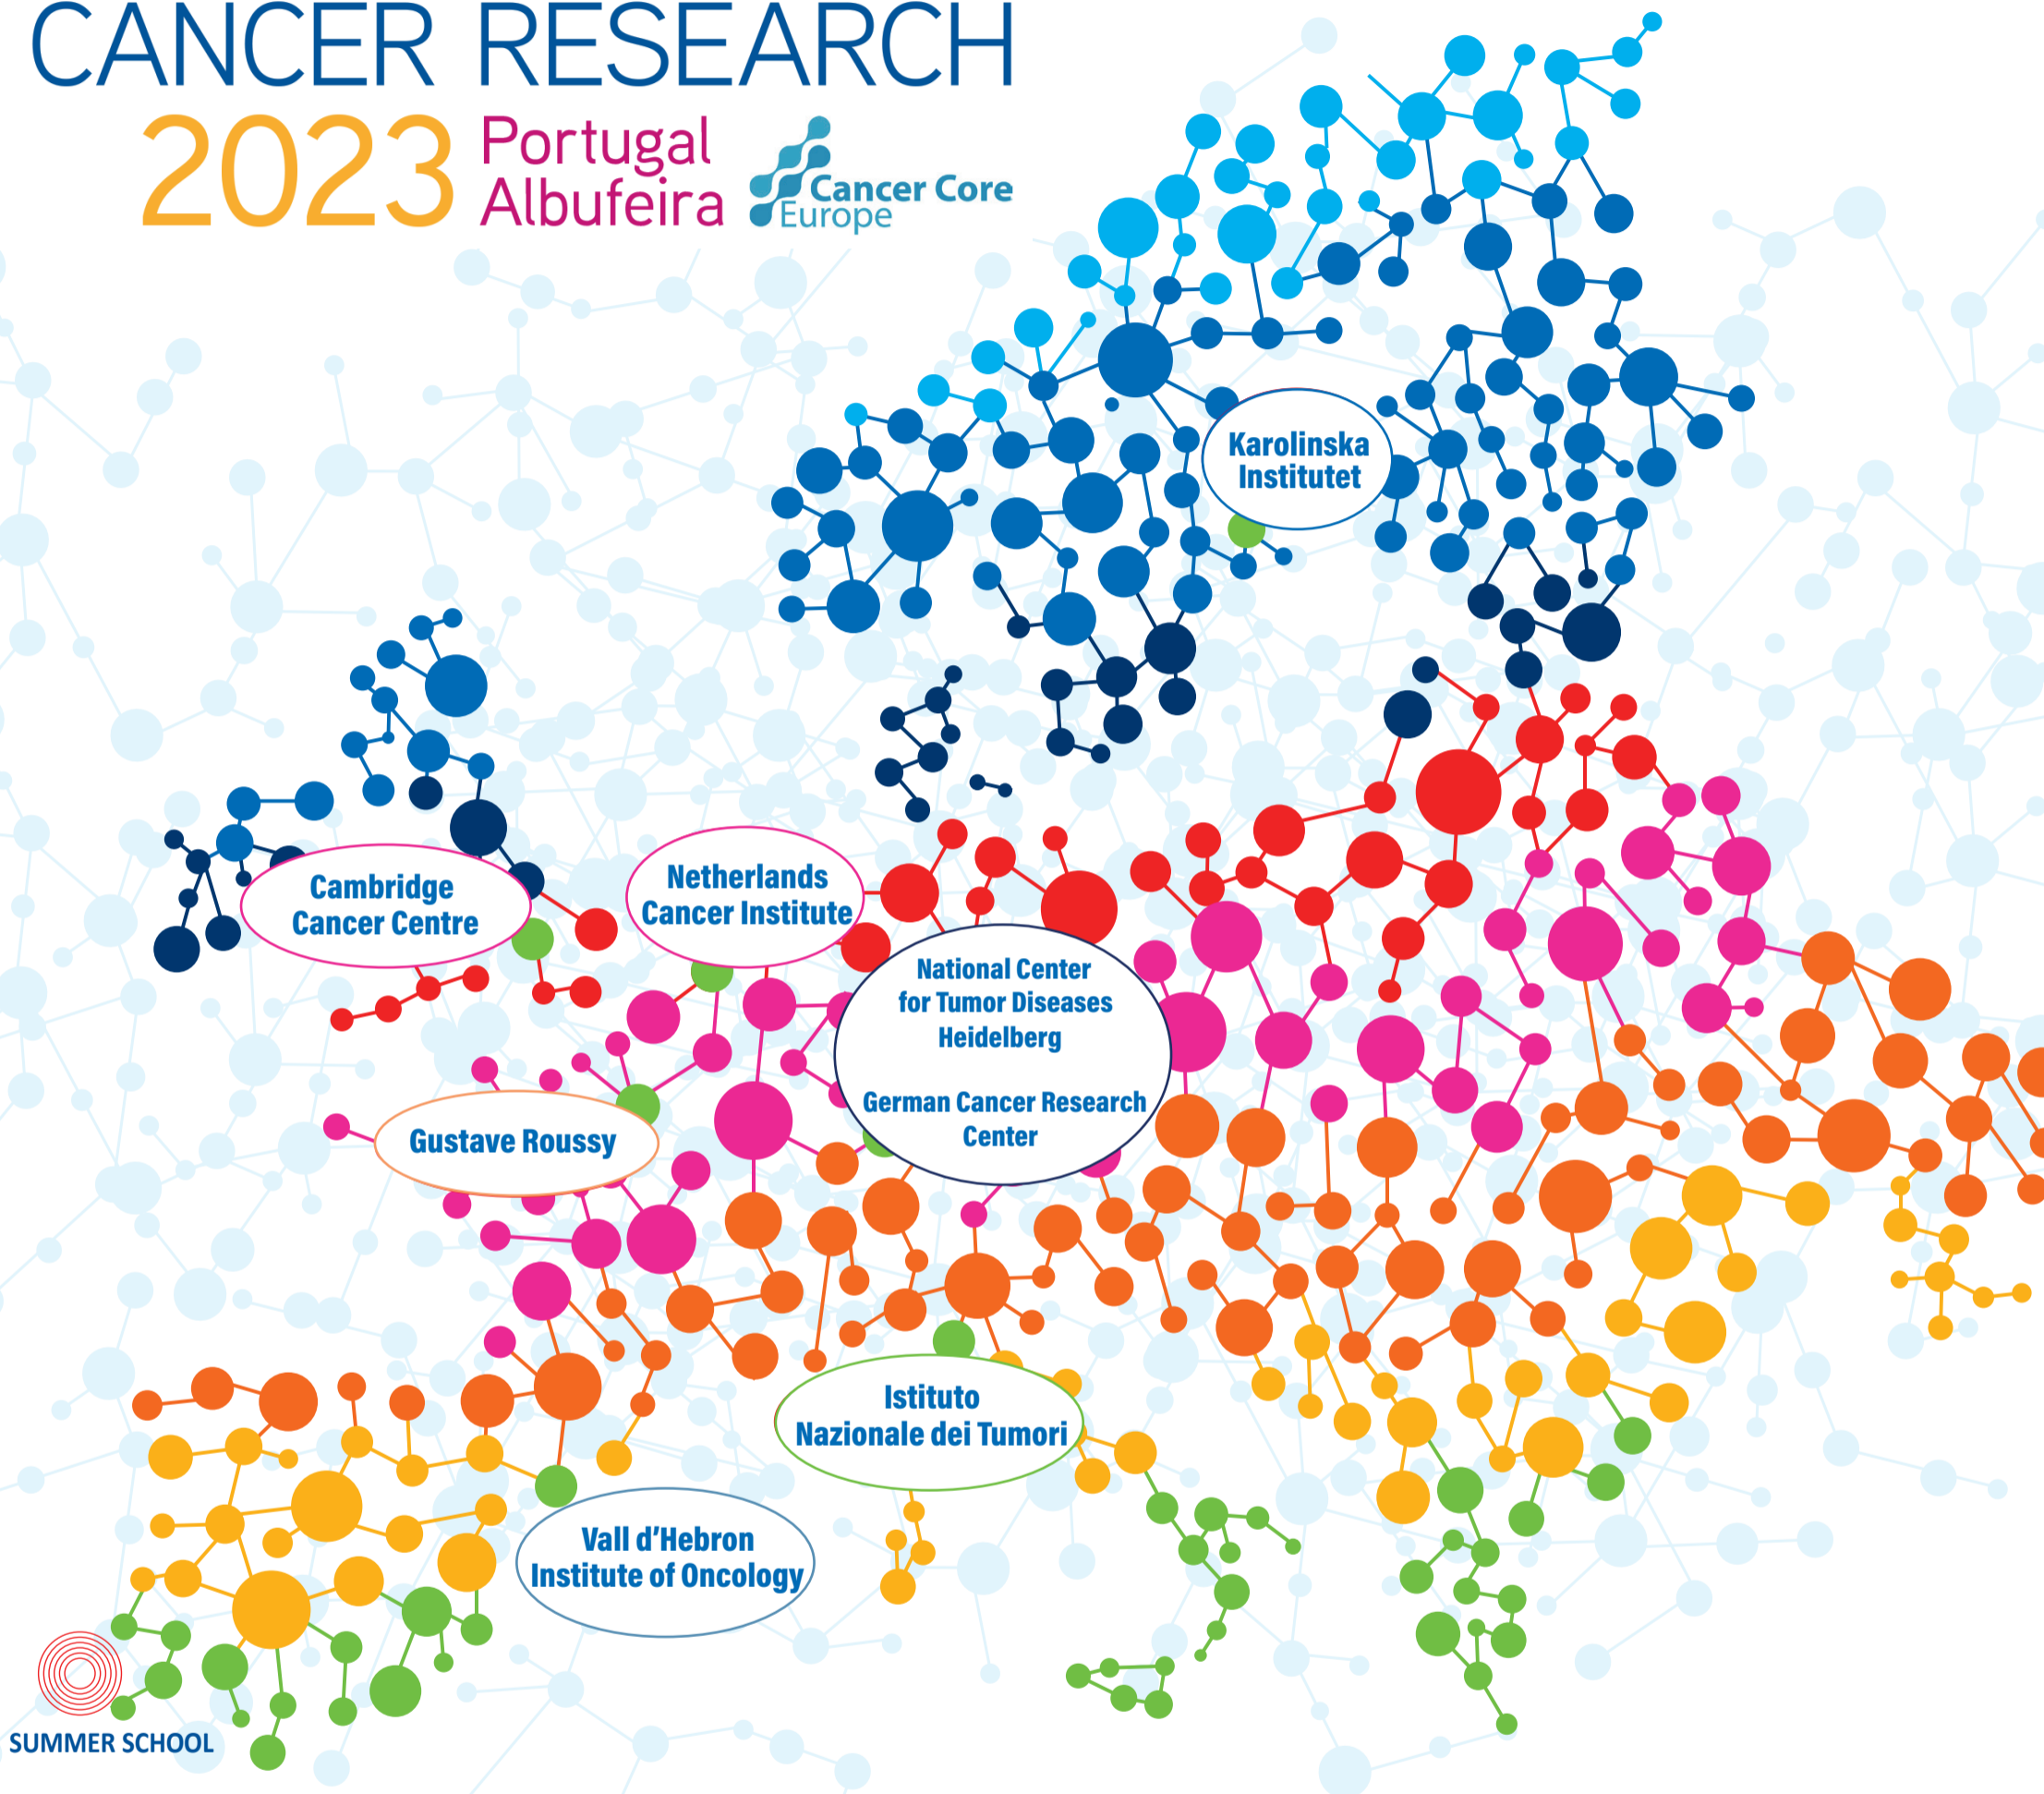 CANCER RESEARCH
2023
Portugal
Albufeira
Cancer Core
Europe
Karolinska
Institutet
Cambridge
Cancer Centre
Netherlands
Cancer Institute
National Center
for Tumor Diseases
Heidelberg
German Cancer Research
Center
Gustave Roussy
Istituto
Nazionale dei Tumori
Vall d’Hebron
Institute of Oncology
SUMMER SCHOOL